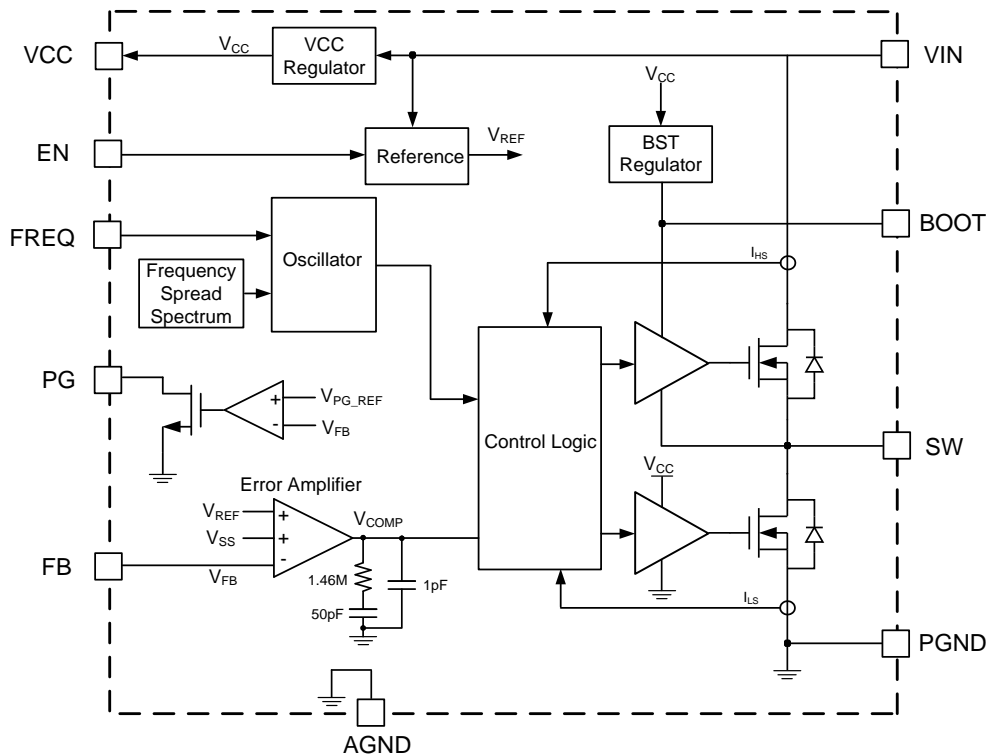 VCC
V_CC
VCC
Regulator
VIN
V_CC
EN
Reference
V_REF
BST
Regulator
FREQ
Oscillator
BOOT
Frequency
Spread
Spectrum
I_HS
PG
+
V_PG_REF
-
V_FB
Control Logic
SW
Error Amplifier
V_CC
V_REF
+
V_COMP
V_SS
+
FB
V_FB
-
1.46M
1pF
50pF
I_LS
PGND
AGND